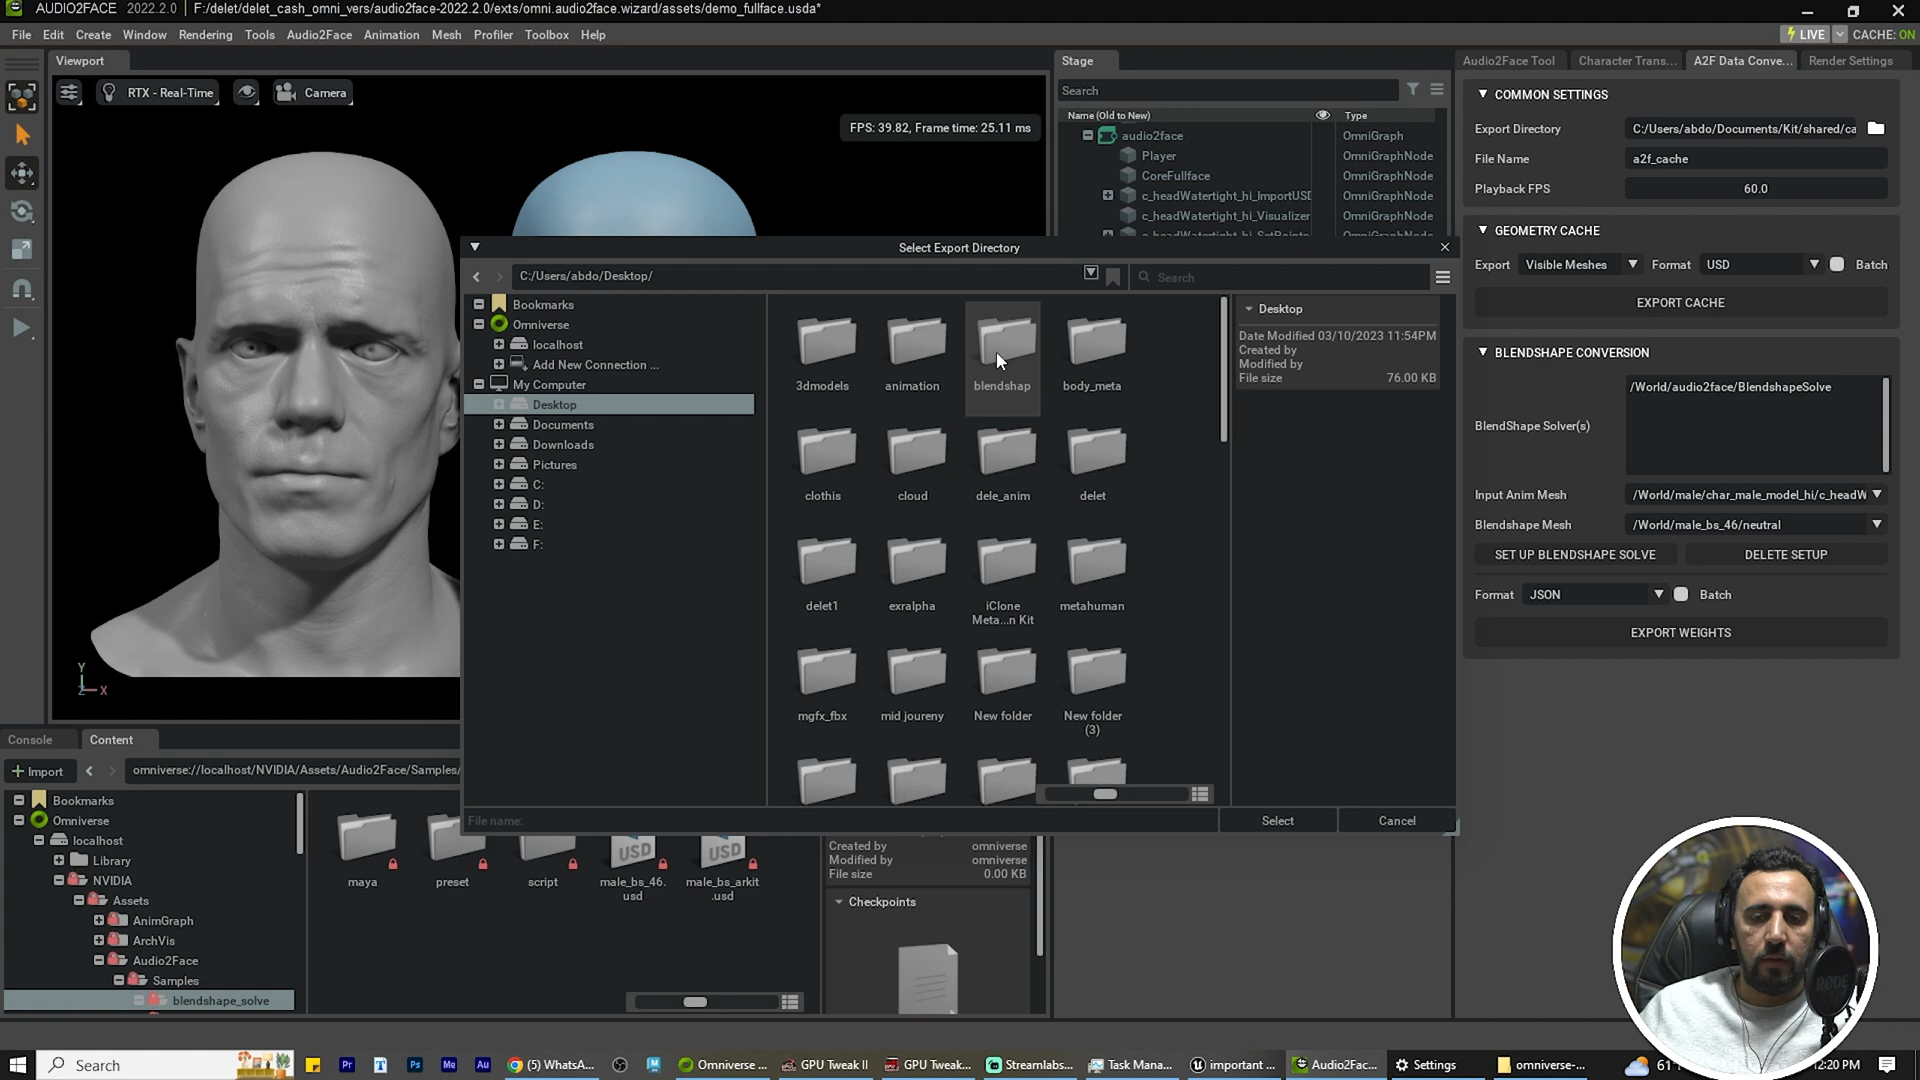 AUDIO2FACE 2022.2.0 F:/delet/delet_cash_omni_vers/audio2face-2022.2.0/exts/omni.audio2face.wizard/assets/demo_fullface.usda*
File Edit Create Window Rendering Tools Audio2Face Animation Mesh Profiler Toolbox Help
LIVE CACHE: ON
Viewport
RTX - Real-Time Camera
FPS: 39.82, Frame time: 25.11 ms
Y
Z X
Stage
Search
Name (Old to New) Type
audio2face OmniGraph
Player OmniGraphNode
CoreFullface OmniGraphNode
c_headWatertight_hi_ImportUSD OmniGraphNode
c_headWatertight_hi_Visualizer OmniGraphNode
c_headWatertight_hi_SetPoints OmniGraphNode
Audio2Face Tool Character Trans... A2F Data Conve... Render Settings
COMMON SETTINGS
Export Directory C:/Users/abdo/Documents/Kit/shared/ca
File Name a2f_cache
Playback FPS 60.0
GEOMETRY CACHE
Export Visible Meshes Format USD Batch
EXPORT CACHE
BLENDSHAPE CONVERSION
BlendShape Solver(s) /World/audio2face/BlendshapeSolve
Input Anim Mesh /World/male/char_male_model_hi/c_headW
Blendshape Mesh /World/male_bs_46/neutral
SET UP BLENDSHAPE SOLVE DELETE SETUP
Format JSON Batch
EXPORT WEIGHTS
Select Export Directory
C:/Users/abdo/Desktop/ Search
Bookmarks
Omniverse
localhost
Add New Connection ...
My Computer
Desktop
Documents
Downloads
Pictures
C:
D:
E:
F:
3dmodels animation blendshap body_meta
clothis cloud dele_anim delet
delet1 exralpha iClone Meta...n Kit metahuman
mgfx_fbx mid joureny New folder New folder (3)
Desktop
Date Modified 03/10/2023 11:54PM
Created by
Modified by
File size 76.00 KB
File name: Select Cancel
Console Content
Import omniverse://localhost/NVIDIA/Assets/Audio2Face/Samples/
Bookmarks
Omniverse
localhost
Library
NVIDIA
Assets
AnimGraph
ArchVis
Audio2Face
Samples
blendshape_solve
USD USD
maya preset script male_bs_46.usd male_bs_arkit.usd
Created by omniverse
Modified by omniverse
File size 0.00 KB
Checkpoints
RODE
Search Pr T Ps Me Au (5) WhatsA... Omniverse ... GPU Tweak II GPU Tweak... Streamlabs... Task Mana... important ... Audio2Fac... Settings omniverse-... 61° 12:20 PM